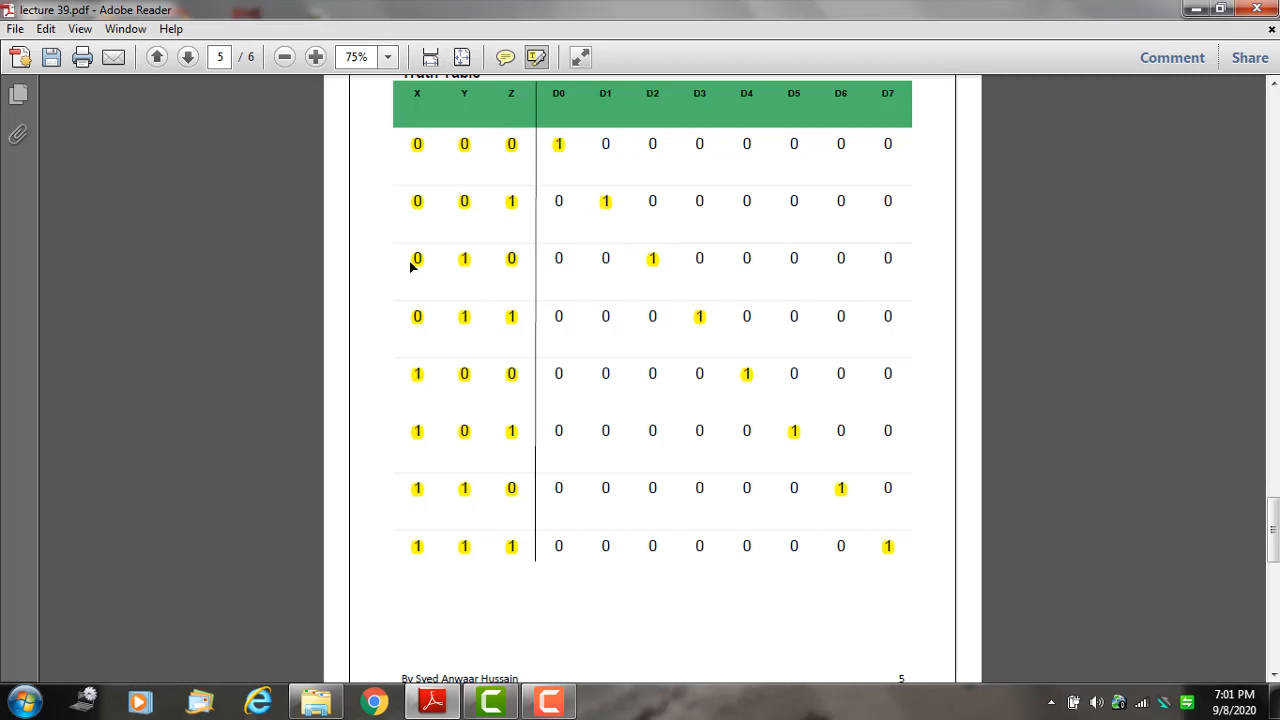 lecture 39.pdf - Adobe Reader
File Edit View Window Help
5 / 6 75% Comment Share
Truth Table
X Y Z D0 D1 D2 D3 D4 D5 D6 D7
0 0 0 1 0 0 0 0 0 0 0
0 0 1 0 1 0 0 0 0 0 0
0 1 0 0 0 1 0 0 0 0 0
0 1 1 0 0 0 1 0 0 0 0
1 0 0 0 0 0 0 1 0 0 0
1 0 1 0 0 0 0 0 1 0 0
1 1 0 0 0 0 0 0 0 1 0
1 1 1 0 0 0 0 0 0 0 1
By Syed Anwaar Hussain 5
7:01 PM
9/8/2020